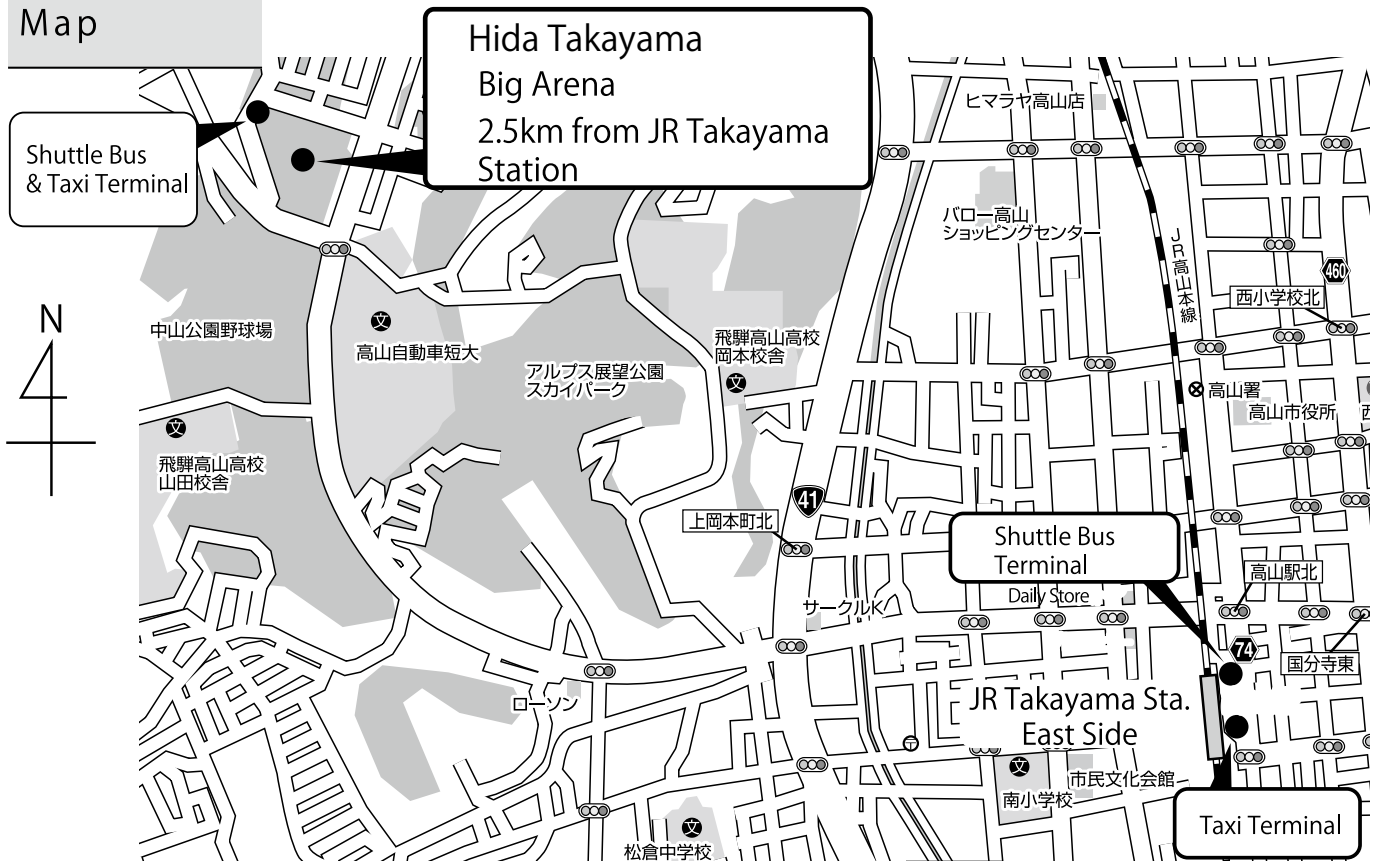 Map
Hida Takayama
Big Arena
2.5km from JR Takayama
Station
Shuttle Bus
& Taxi Terminal
ヒマラヤ高山店
バロー高山
ショッピングセンター
JR高山本線
460
西小学校北
N
中山公園野球場
文
高山自動車短大
アルプス展望公園
スカイパーク
飛騨高山高校
岡本校舎
文
高山署
高山市役所
西
文
飛騨高山高校
山田校舎
41
上岡本町北
Shuttle Bus
Terminal
Daily Store
高山駅北
サークルK
74
国分寺東
ローソン
JR Takayama Sta.
East Side
文
南小学校
市民文化会館
Taxi Terminal
文
松倉中学校